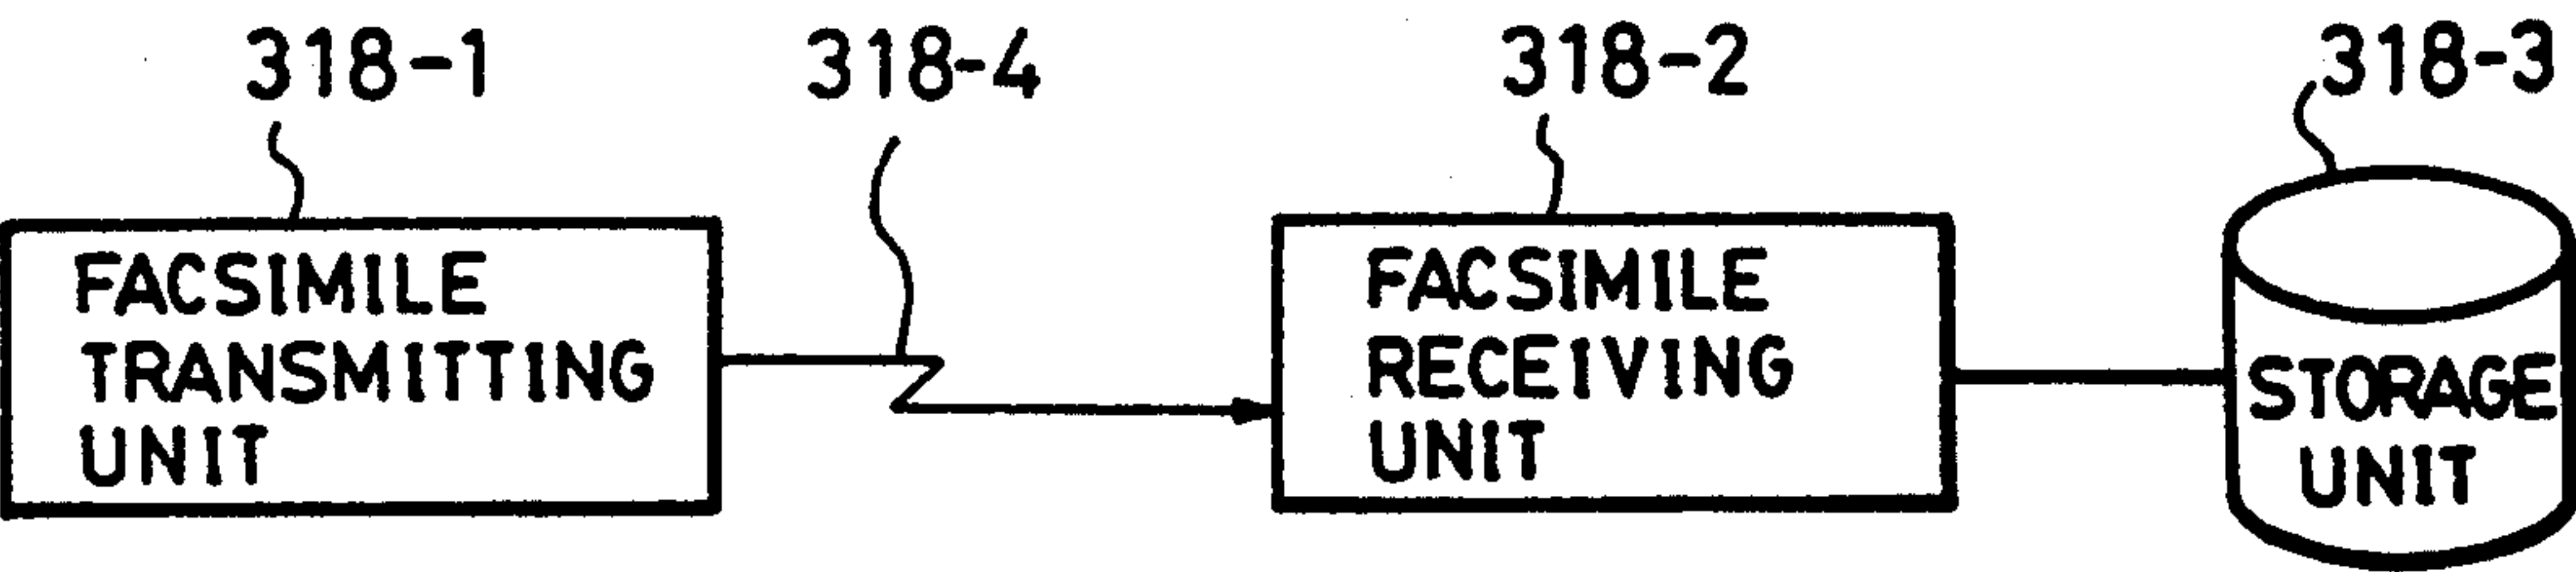 318-1
318-4
318-2
318-3
FACSIMILE
TRANSMITTING
UNIT
FACSIMILE
RECEIVING
UNIT
STORAGE
UNIT